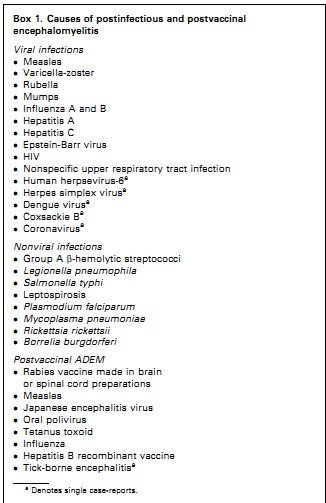 Box 1. Causes of postinfectious and postvaccinal
encephalomyelitis
Viral infections
• Measles
• Varicella-zoster
• Rubella
• Mumps
• Influenza A and B
• Hepatitis A
• Hepatitis C
• Epstein-Barr virus
• HIV
• Nonspecific upper respiratory tract infection
• Human herpsevirus-6ª
• Herpes simplex virusª
• Dengue virusª
• Coxsackie Bª
• Coronavirusª
Nonviral infections
• Group A β-hemolytic streptococci
• Legionella pneumophila
• Salmonella typhi
• Leptospirosis
• Plasmodium falciparum
• Mycoplasma pneumoniae
• Rickettsia rickettsii
• Borrelia burgdorferi
Postvaccinal ADEM
• Rabies vaccine made in brain
or spinal cord preparations
• Measles
• Japanese encephalitis virus
• Oral polivirus
• Tetanus toxoid
• Influenza
• Hepatitis B recombinant vaccine
• Tick-borne encephalitisª
ª Denotes single case-reports.